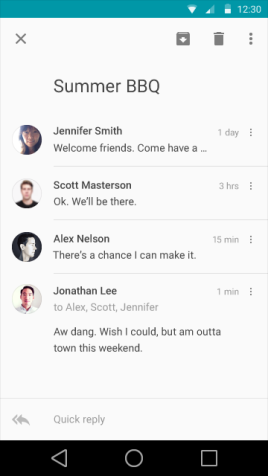 12:30
Summer BBQ
Jennifer Smith 1 day
Welcome friends. Come have a ...
Scott Masterson 3 hrs
Ok. We'll be there.
Alex Nelson 15 min
There's a chance I can make it.
Jonathan Lee 1 min
to Alex, Scott, Jennifer
Aw dang. Wish I could, but am outta
town this weekend.
Quick reply